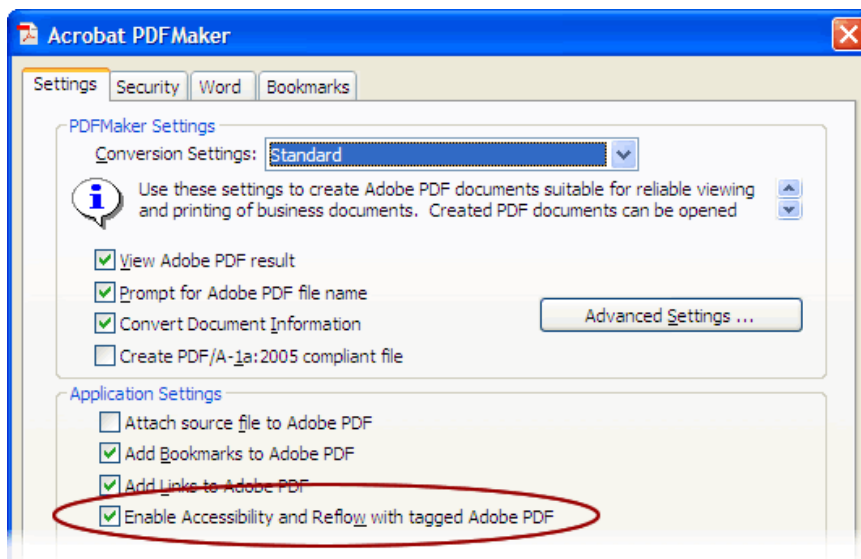 Acrobat PDFMaker
Settings Security Word Bookmarks
PDFMaker Settings
Conversion Settings: Standard
Use these settings to create Adobe PDF documents suitable for reliable viewing
and printing of business documents. Created PDF documents can be opened
View Adobe PDF result
Prompt for Adobe PDF file name
Convert Document Information
Advanced Settings ...
Create PDF/A-1a:2005 compliant file
Application Settings
Attach source file to Adobe PDF
Add Bookmarks to Adobe PDF
Add Links to Adobe PDF
Enable Accessibility and Reflow with tagged Adobe PDF